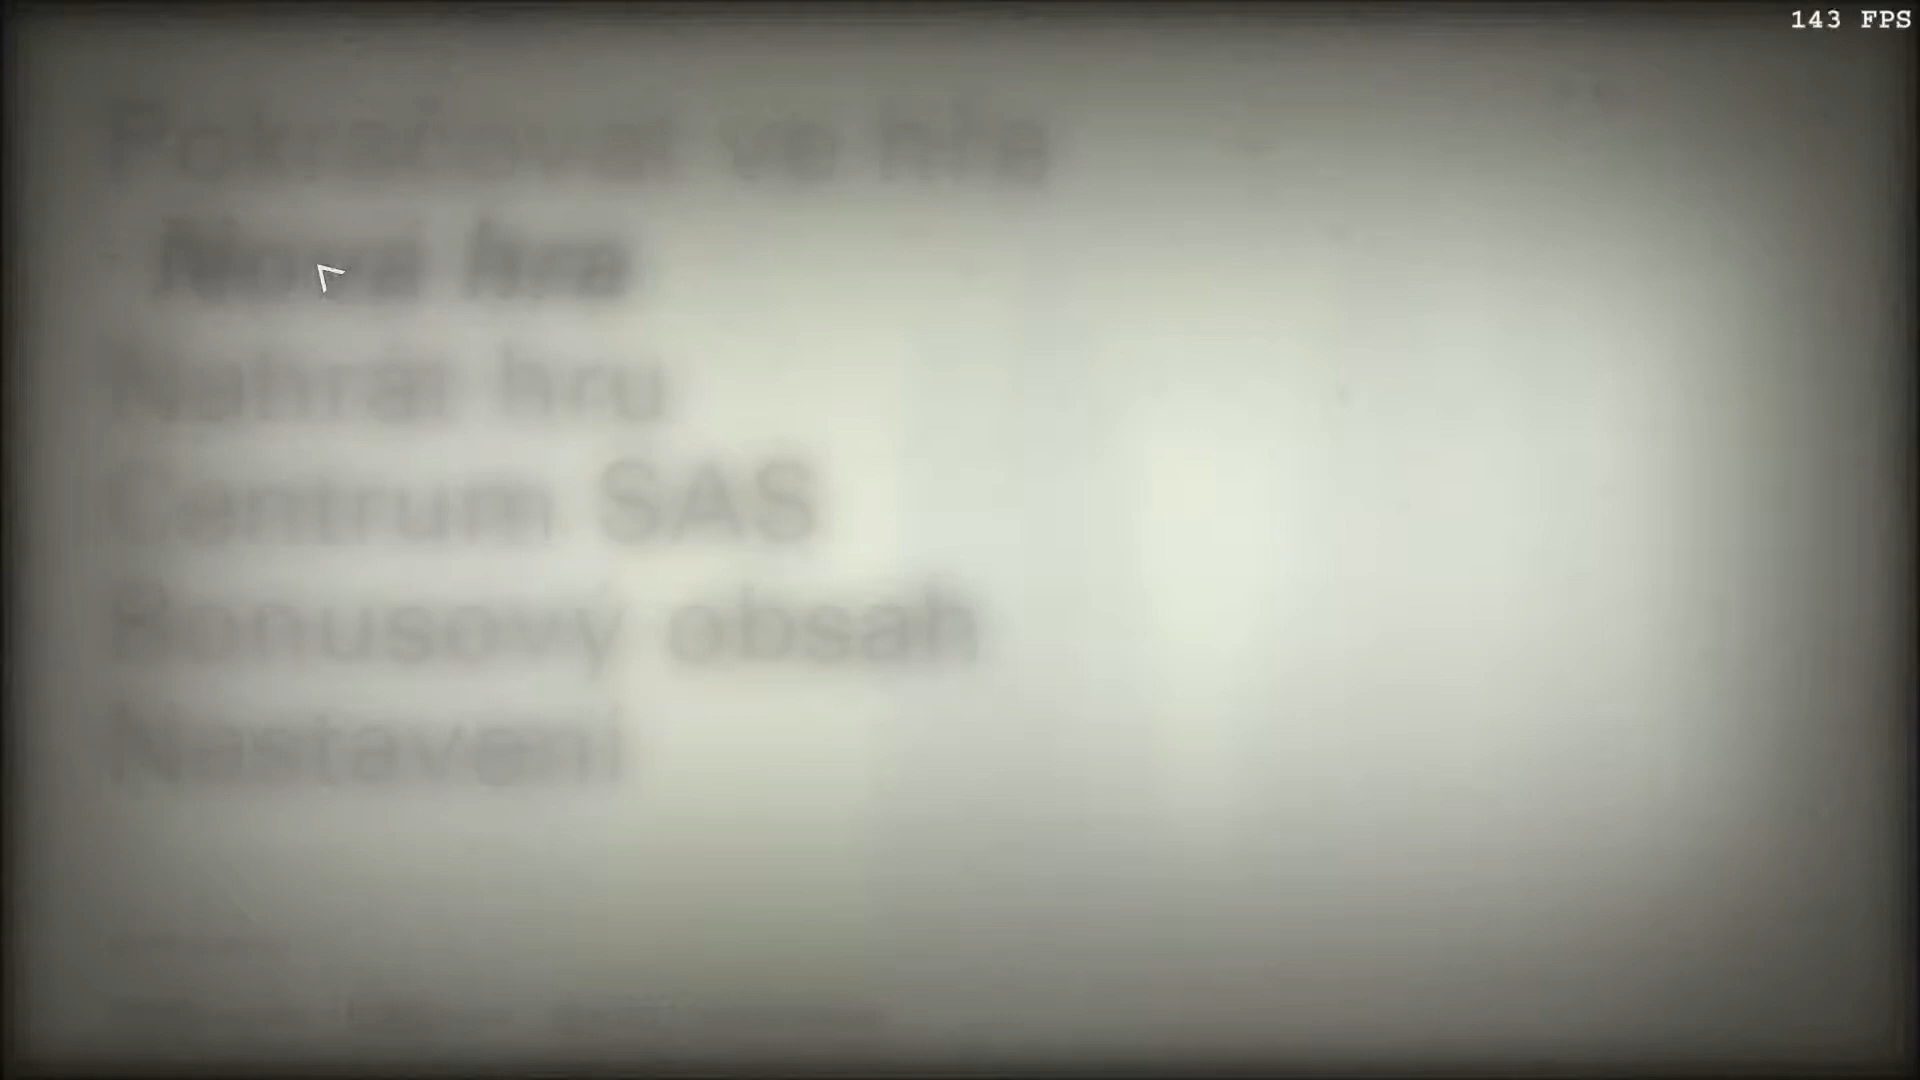 143 FPS
Pokračovat ve hře
Nová hra
Nahrát hru
Centrum SAS
Bonusový obsah
Nastavení